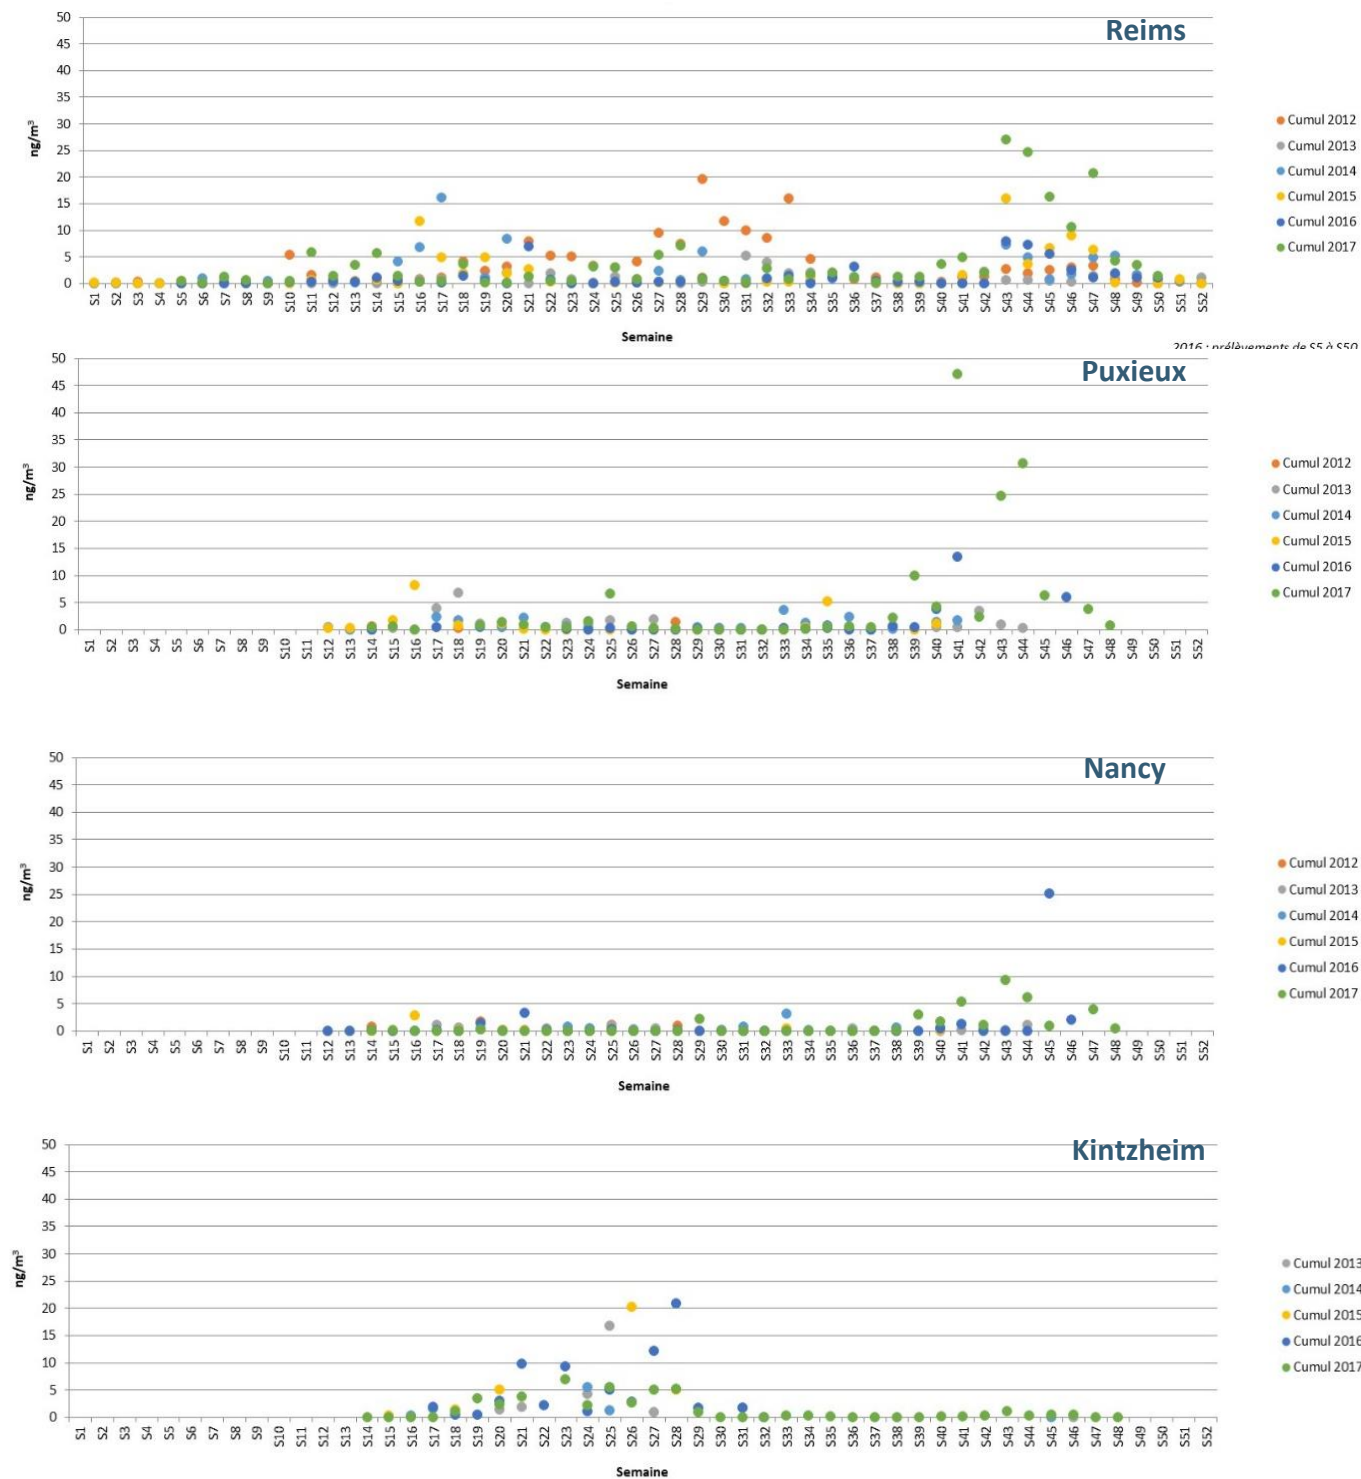 Reims
50
45
40
35
30
25
20
15
10
5
0
ng/m³
S1 S2 S3 S4 S5 S6 S7 S8 S9 S10 S11 S12 S13 S14 S15 S16 S17 S18 S19 S20 S21 S22 S23 S24 S25 S26 S27 S28 S29 S30 S31 S32 S33 S34 S35 S36 S37 S38 S39 S40 S41 S42 S43 S44 S45 S46 S47 S48 S49 S50 S51 S52
Semaine
Cumul 2012
Cumul 2013
Cumul 2014
Cumul 2015
Cumul 2016
Cumul 2017
2016 : prélèvements de S5 à S50
Puxieux
50
45
40
35
30
25
20
15
10
5
0
ng/m³
S1 S2 S3 S4 S5 S6 S7 S8 S9 S10 S11 S12 S13 S14 S15 S16 S17 S18 S19 S20 S21 S22 S23 S24 S25 S26 S27 S28 S29 S30 S31 S32 S33 S34 S35 S36 S37 S38 S39 S40 S41 S42 S43 S44 S45 S46 S47 S48 S49 S50 S51 S52
Semaine
Cumul 2012
Cumul 2013
Cumul 2014
Cumul 2015
Cumul 2016
Cumul 2017
Nancy
50
45
40
35
30
25
20
15
10
5
0
ng/m³
S1 S2 S3 S4 S5 S6 S7 S8 S9 S10 S11 S12 S13 S14 S15 S16 S17 S18 S19 S20 S21 S22 S23 S24 S25 S26 S27 S28 S29 S30 S31 S32 S33 S34 S35 S36 S37 S38 S39 S40 S41 S42 S43 S44 S45 S46 S47 S48 S49 S50 S51 S52
Semaine
Cumul 2012
Cumul 2013
Cumul 2014
Cumul 2015
Cumul 2016
Cumul 2017
Kintzheim
50
45
40
35
30
25
20
15
10
5
0
ng/m³
S1 S2 S3 S4 S5 S6 S7 S8 S9 S10 S11 S12 S13 S14 S15 S16 S17 S18 S19 S20 S21 S22 S23 S24 S25 S26 S27 S28 S29 S30 S31 S32 S33 S34 S35 S36 S37 S38 S39 S40 S41 S42 S43 S44 S45 S46 S47 S48 S49 S50 S51 S52
Semaine
Cumul 2013
Cumul 2014
Cumul 2015
Cumul 2016
Cumul 2017